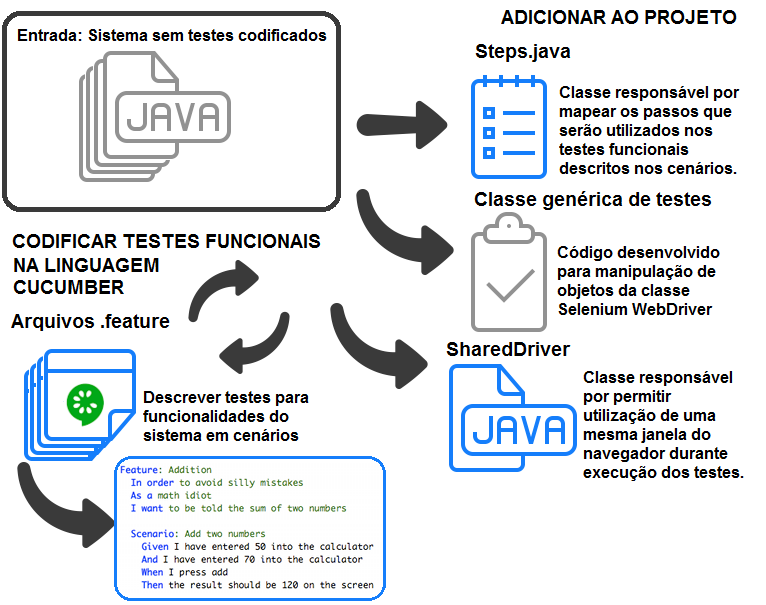 Entrada: Sistema sem testes codificados
JAVA
CODIFICAR TESTES FUNCIONAIS
NA LINGUAGEM
CUCUMBER
Arquivos .feature
Descrever testes para
funcionalidades do
sistema em cenários
Feature: Addition
In order to avoid silly mistakes
As a math idiot
I want to be told the sum of two numbers
Scenario: Add two numbers
Given I have entered 50 into the calculator
And I have entered 70 into the calculator
When I press add
Then the result should be 120 on the screen
ADICIONAR AO PROJETO
Steps.java
Classe responsável por
mapear os passos que
serão utilizados nos
testes funcionais
descritos nos cenários.
Classe genérica de testes
Código desenvolvido
para manipulação de
objetos da classe
Selenium WebDriver
SharedDriver
JAVA
Classe responsável
por permitir
utilização de uma
mesma janela do
navegador durante
execução dos testes.